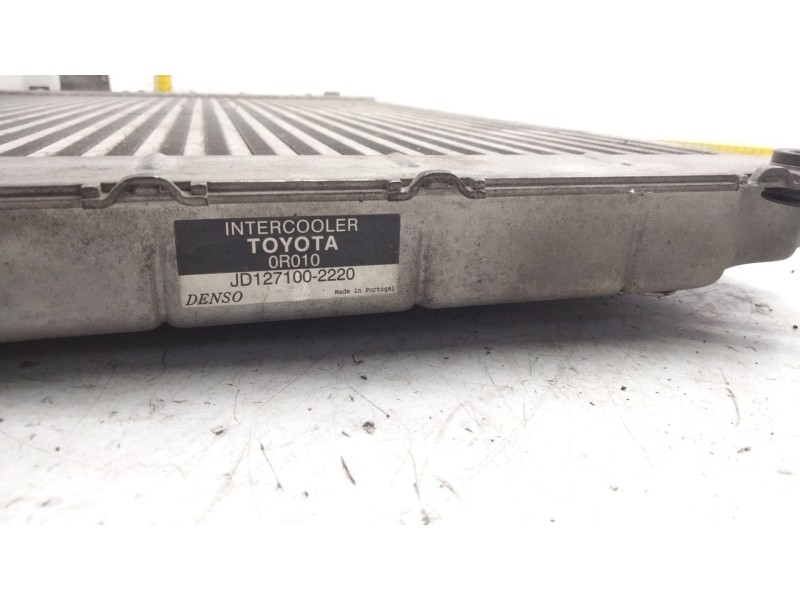 INTERCOOLER
TOYOTA
0R010
JD127100-2220
DENSO Made in Portugal